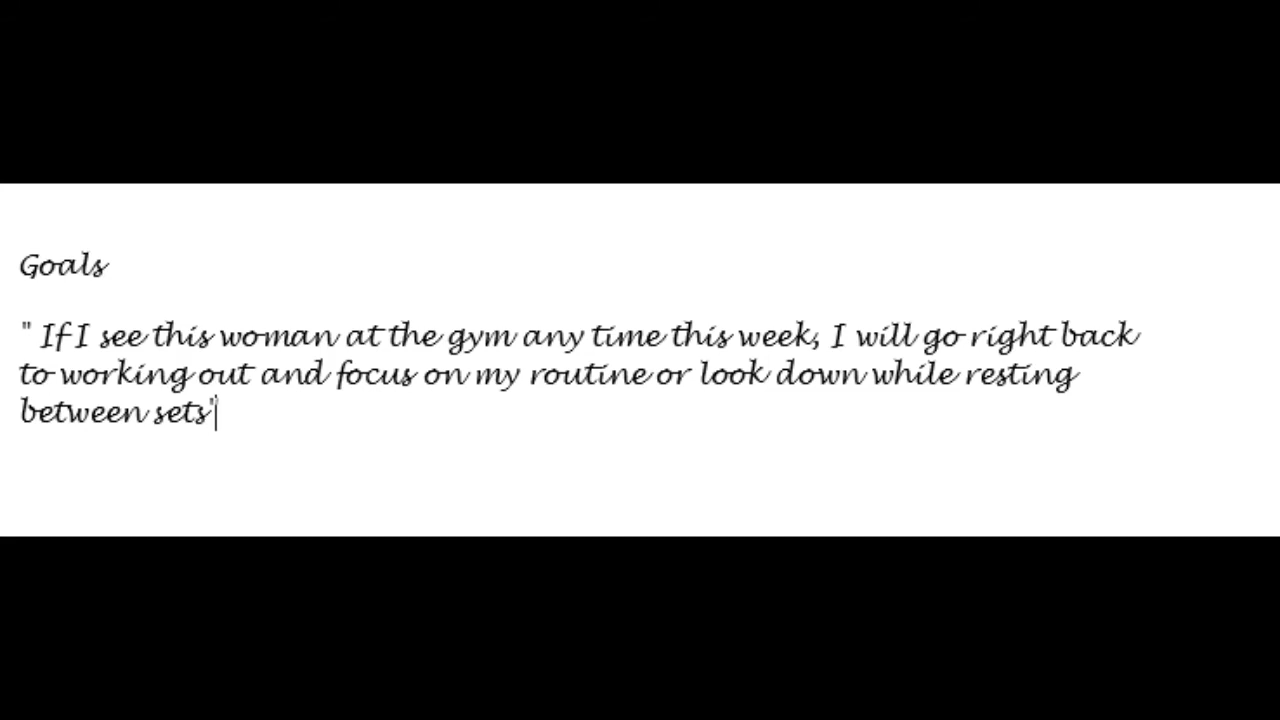 Goals
" If I see this woman at the gym any time this week, I will go right back
to working out and focus on my routine or look down while resting
between sets"